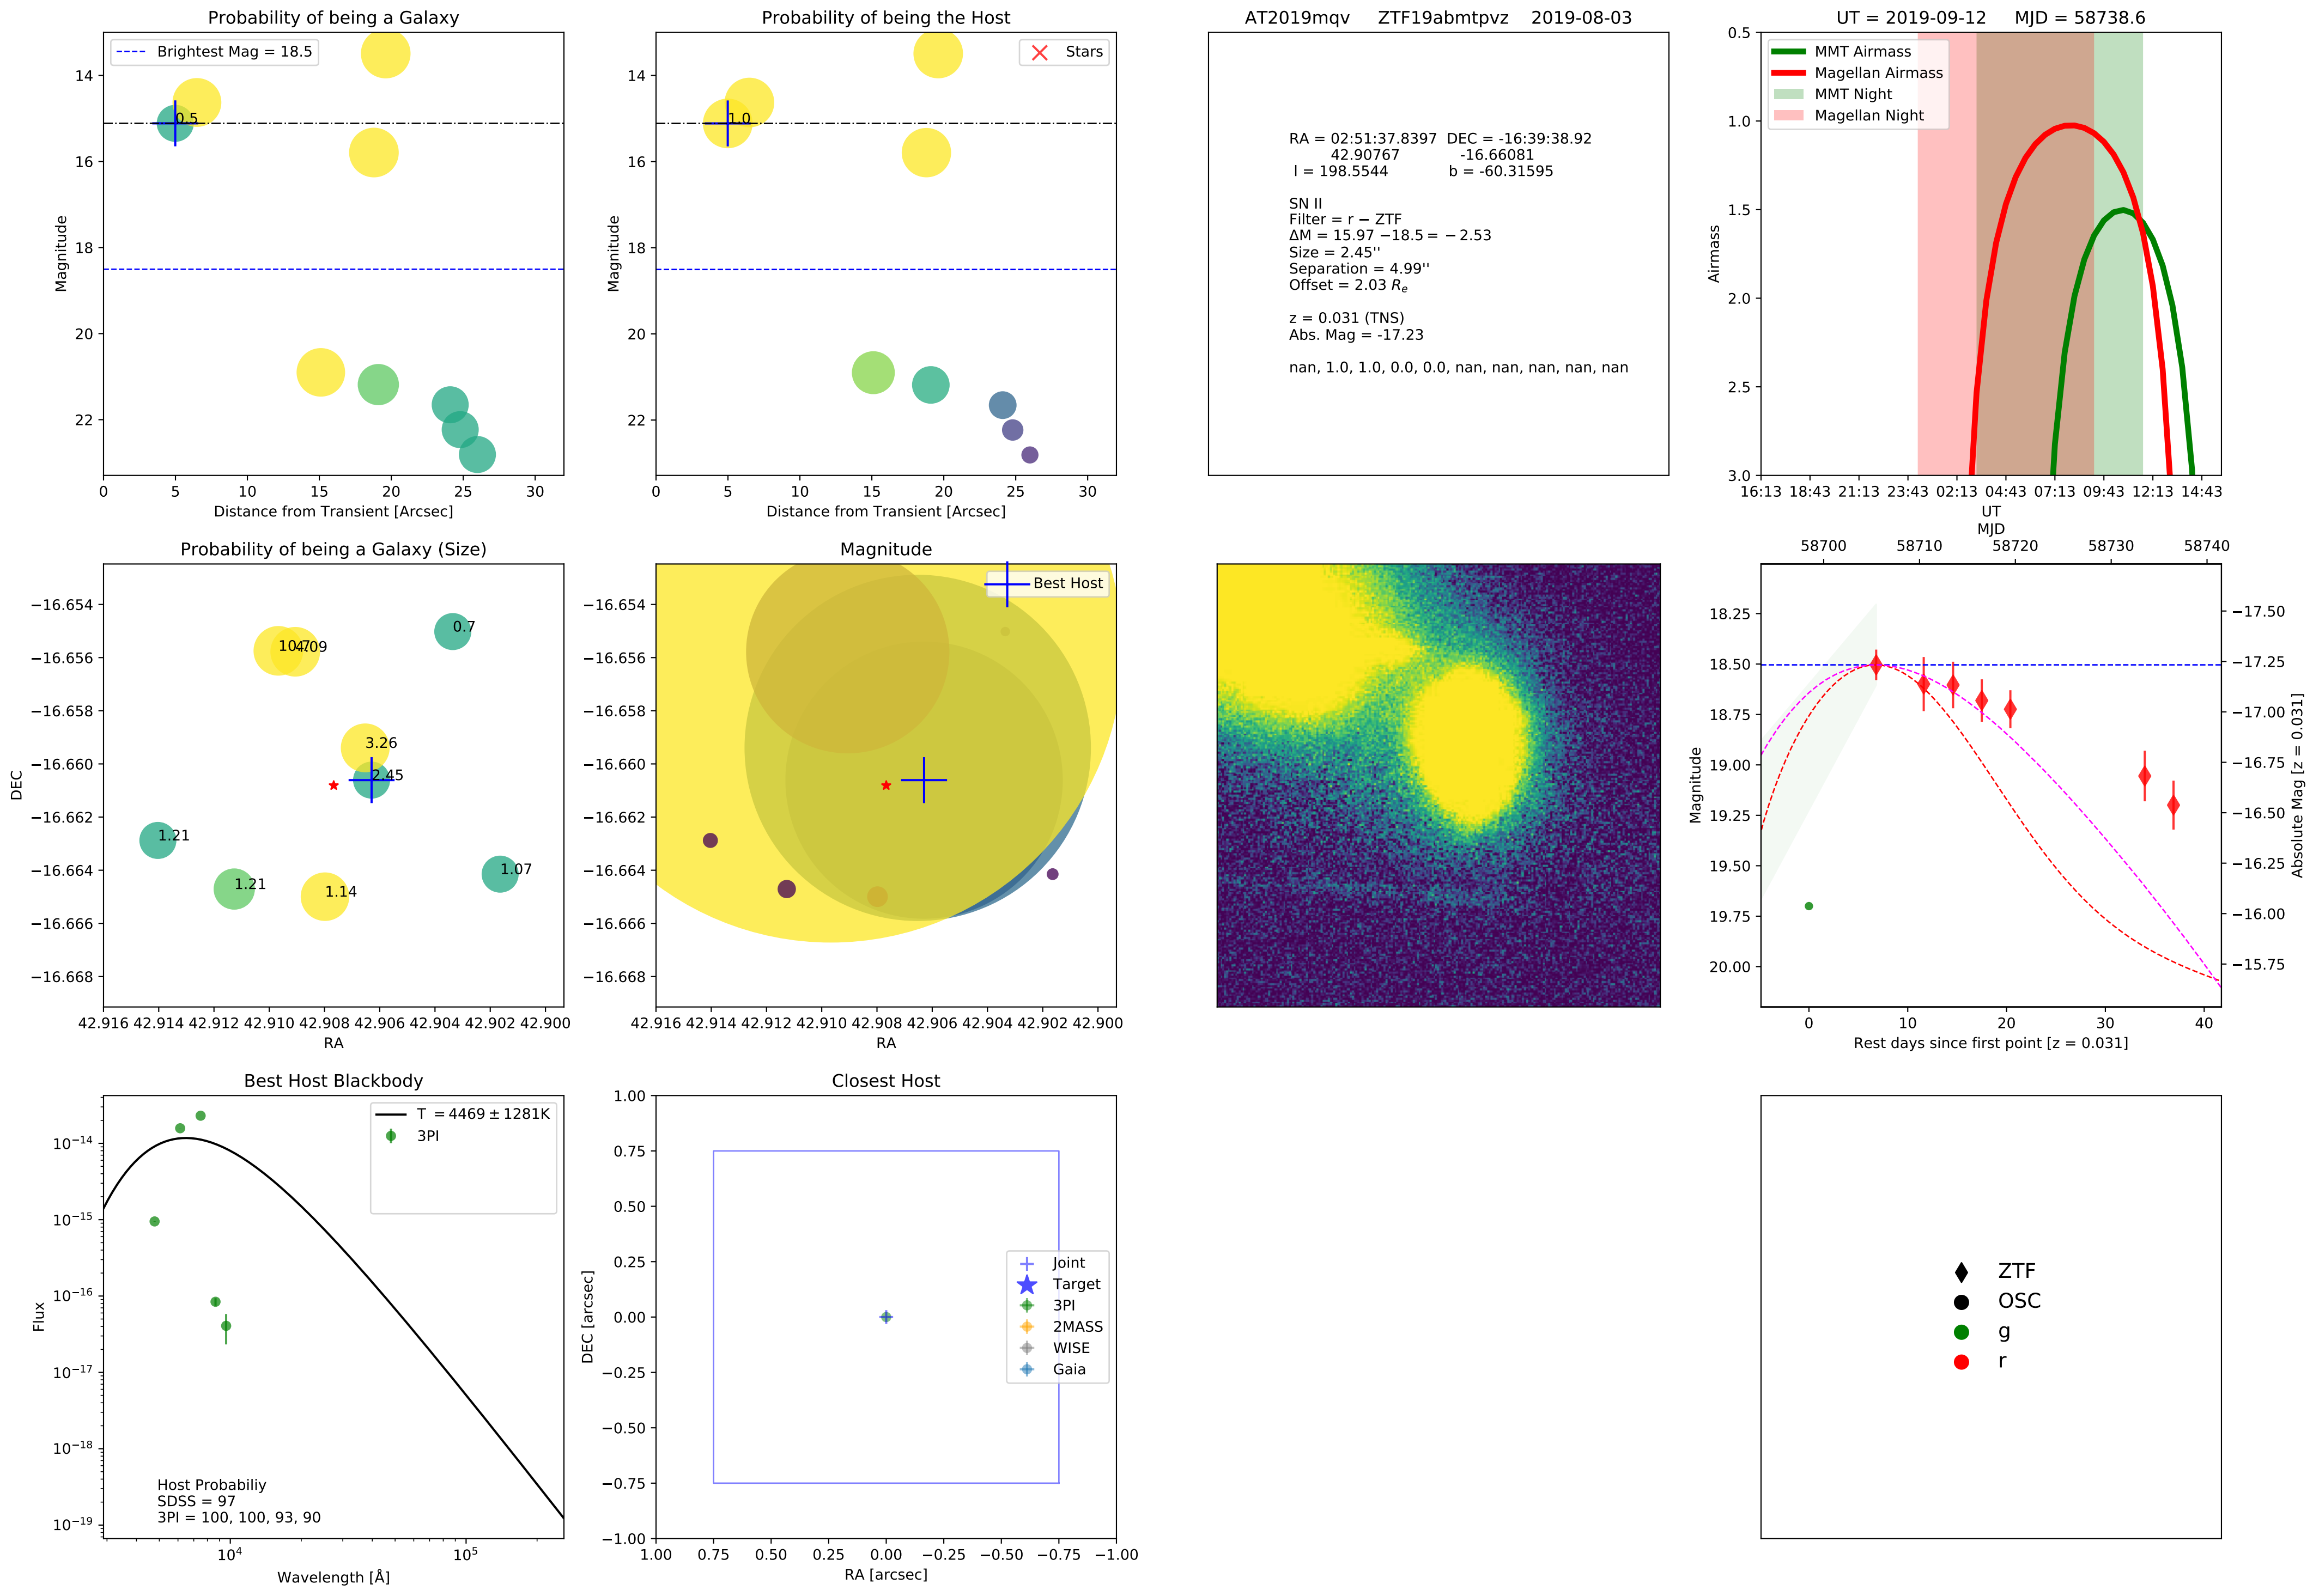 Probability of being a Galaxy
Brightest Mag = 18.5
0.5
14
16
18
20
22
Magnitude
0 5 10 15 20 25 30
Distance from Transient [Arcsec]
Probability of being the Host
Stars
1.0
14
16
18
20
22
Magnitude
0 5 10 15 20 25 30
Distance from Transient [Arcsec]
AT2019mqv ZTF19abmtpvz 2019-08-03
RA = 02:51:37.8397 DEC = -16:39:38.92
42.90767 -16.66081
l = 198.5544 b = -60.31595
SN II
Filter = r − ZTF
ΔM = 15.97 −18.5 = −2.53
Size = 2.45''
Separation = 4.99''
Offset = 2.03 Re
z = 0.031 (TNS)
Abs. Mag = -17.23
nan, 1.0, 1.0, 0.0, 0.0, nan, nan, nan, nan, nan
UT = 2019-09-12 MJD = 58738.6
MMT Airmass
Magellan Airmass
MMT Night
Magellan Night
0.5
1.0
1.5
2.0
2.5
3.0
Airmass
16:13 18:43 21:13 23:43 02:13 04:43 07:13 09:43 12:13 14:43
UT
Probability of being a Galaxy (Size)
0.7
10.7
4.09
3.26
2.45
1.21
1.21
1.14
1.07
−16.654
−16.656
−16.658
−16.660
−16.662
−16.664
−16.666
−16.668
DEC
42.916 42.914 42.912 42.910 42.908 42.906 42.904 42.902 42.900
RA
Magnitude
Best Host
−16.654
−16.656
−16.658
−16.660
−16.662
−16.664
−16.666
−16.668
42.916 42.914 42.912 42.910 42.908 42.906 42.904 42.902 42.900
RA
MJD
58700 58710 58720 58730 58740
18.25
18.50
18.75
19.00
19.25
19.50
19.75
20.00
Magnitude
−17.50
−17.25
−17.00
−16.75
−16.50
−16.25
−16.00
−15.75
Absolute Mag [z = 0.031]
0 10 20 30 40
Rest days since first point [z = 0.031]
Best Host Blackbody
T = 4469 ± 1281K
3PI
10−14
10−15
10−16
10−17
10−18
10−19
Flux
Host Probabiliy
SDSS = 97
3PI = 100, 100, 93, 90
10^4 10^5
Wavelength [Å]
Closest Host
1.00
0.75
0.50
0.25
0.00
−0.25
−0.50
−0.75
−1.00
DEC [arcsec]
Joint
Target
3PI
2MASS
WISE
Gaia
1.00 0.75 0.50 0.25 0.00 −0.25 −0.50 −0.75 −1.00
RA [arcsec]
ZTF
OSC
g
r